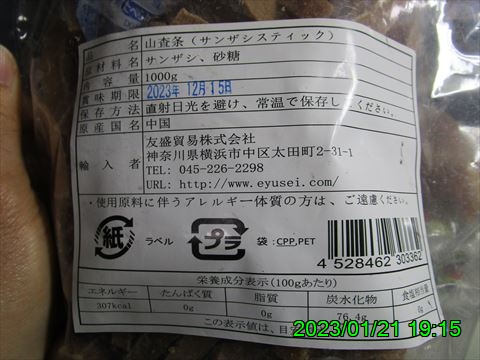 品名 山査条（サンザシスティック）
原材料名 サンザシ、砂糖
内容量 1000g
賞味期限 2023年 12月15日
保存方法 直射日光を避け、常温で保存してください。
原産国名 中国
輸入者 友盛貿易株式会社
神奈川県横浜市中区太田町2-31-1
TEL: 045-226-2298
URL: http://www.eyusei.com/
・使用原料に伴うアレルギー体質の方は、ご遠慮ください。
紙 ラベル プラ 袋:CPP,PET
4 528462 303362
栄養成分表示(100gあたり)
エネルギー たんぱく質 脂質 炭水化物 食塩相当量
307kcal 0g 0g 76.4g
この表示値は、目安
2023/01/21 19:15